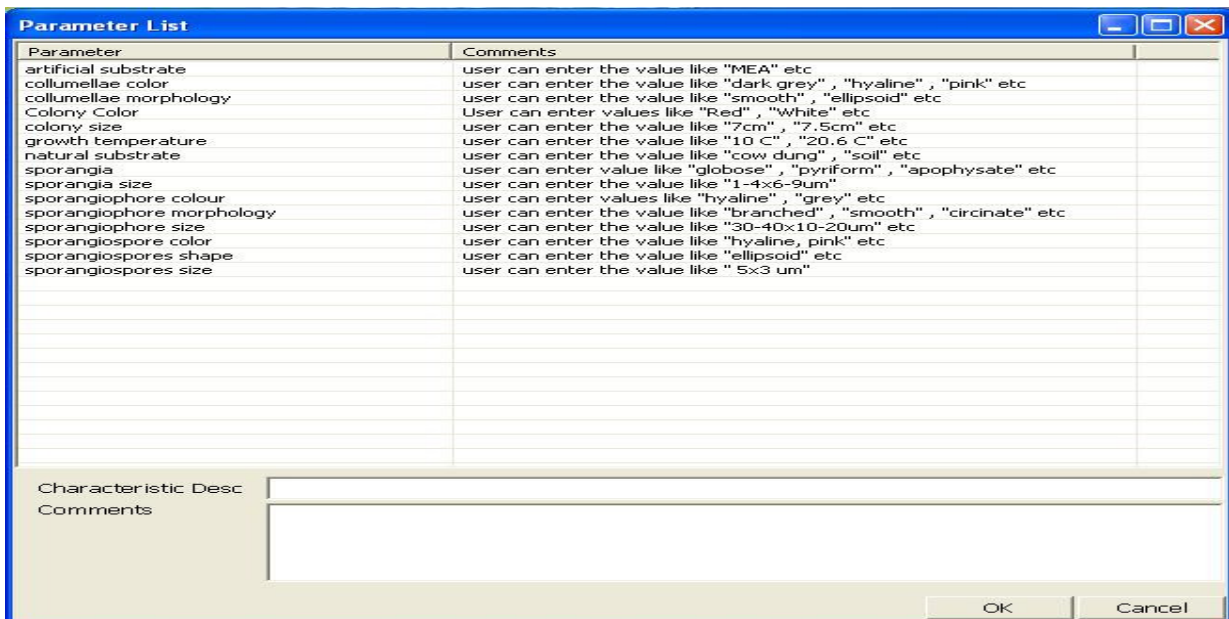 Parameter List
Parameter Comments
artificial substrate user can enter the value like "MEA" etc
collumellae color user can enter the value like "dark grey" , "hyaline" , "pink" etc
collumellae morphology user can enter the value like "smooth" , "ellipsoid" etc
Colony Color User can enter values like "Red" , "White" etc
colony size user can enter the value like "7cm" , "7.5cm" etc
growth temperature user can enter the value like "10 C" , "20.6 C" etc
natural substrate user can enter the value like "cow dung" , "soil" etc
sporangia user can enter value like "globose" , "pyriform" , "apophysate" etc
sporangia size user can enter the value like "1-4x6-9um"
sporangiophore colour user can enter values like "hyaline" , "grey" etc
sporangiophore morphology user can enter the value like "branched" , "smooth" , "circinate" etc
sporangiophore size user can enter the value like "30-40x10-20um" etc
sporangiospore color user can enter the value like "hyaline, pink" etc
sporangiospores shape user can enter the value like "ellipsoid" etc
sporangiospores size user can enter the value like " 5x3 um"
Characteristic Desc
Comments
OK Cancel